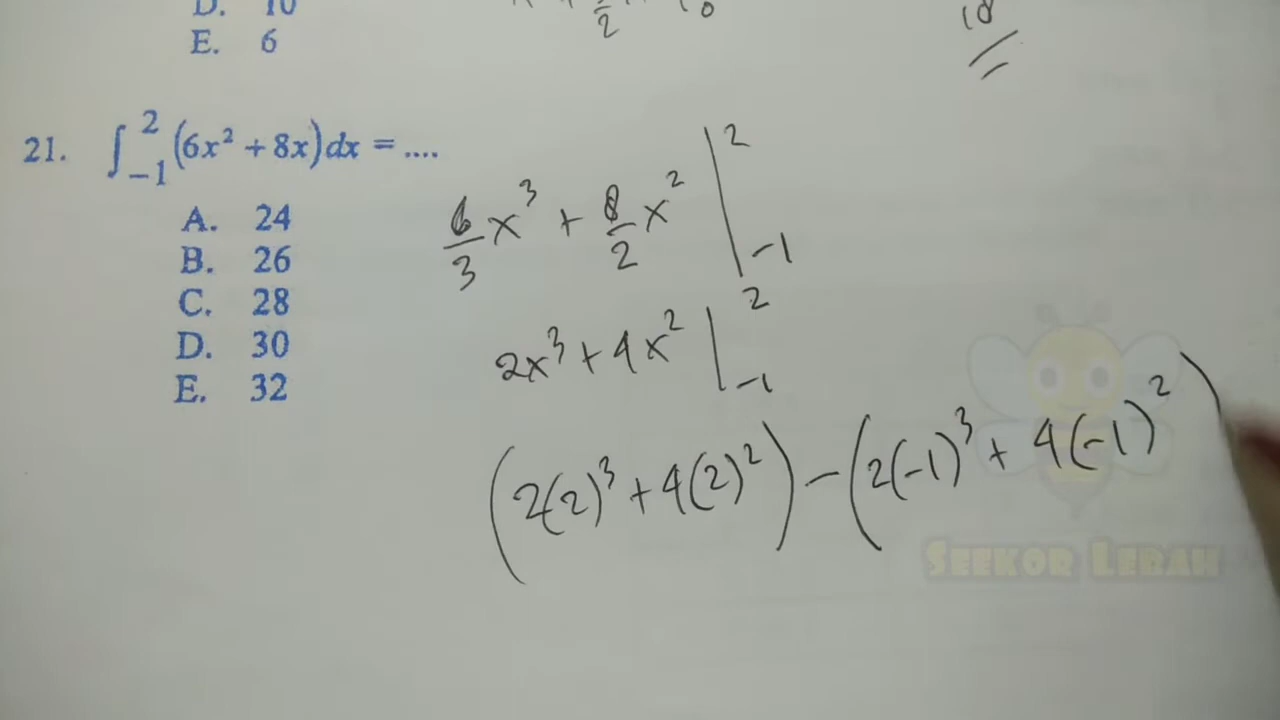 D. 10
E. 6
10
21. ∫₋₁² (6x² + 8x) dx = ....
A. 24
B. 26
C. 28
D. 30
E. 32
6/3 x³ + 8/2 x² |₋₁²
2x³ + 4x² |₋₁²
(2(2)³ + 4(2)²) − (2(-1)³ + 4(-1)²)
SEEKOR LEBAH